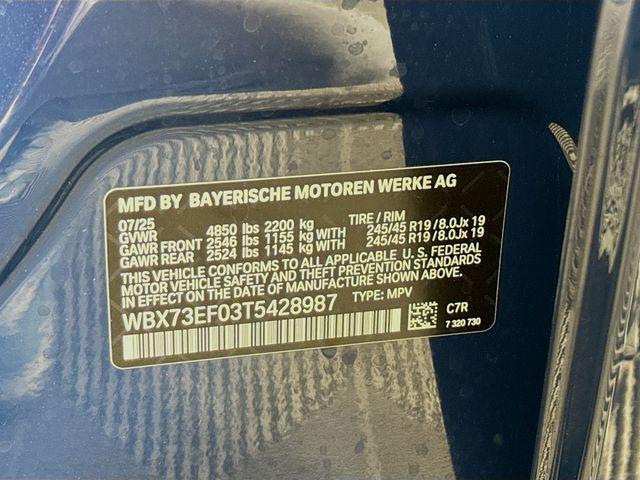 MFD BY BAYERISCHE MOTOREN WERKE AG
07/25 TIRE / RIM
GVWR 4850 lbs 2200 kg
GAWR FRONT 2546 lbs 1155 kg WITH 245/45 R19 / 8.0Jx 19
GAWR REAR 2524 lbs 1145 kg WITH 245/45 R19 / 8.0Jx 19
THIS VEHICLE CONFORMS TO ALL APPLICABLE U.S. FEDERAL
MOTOR VEHICLE SAFETY AND THEFT PREVENTION STANDARDS
IN EFFECT ON THE DATE OF MANUFACTURE SHOWN ABOVE.
WBX73EF03T5428987 TYPE: MPV
C7R
7 320 730